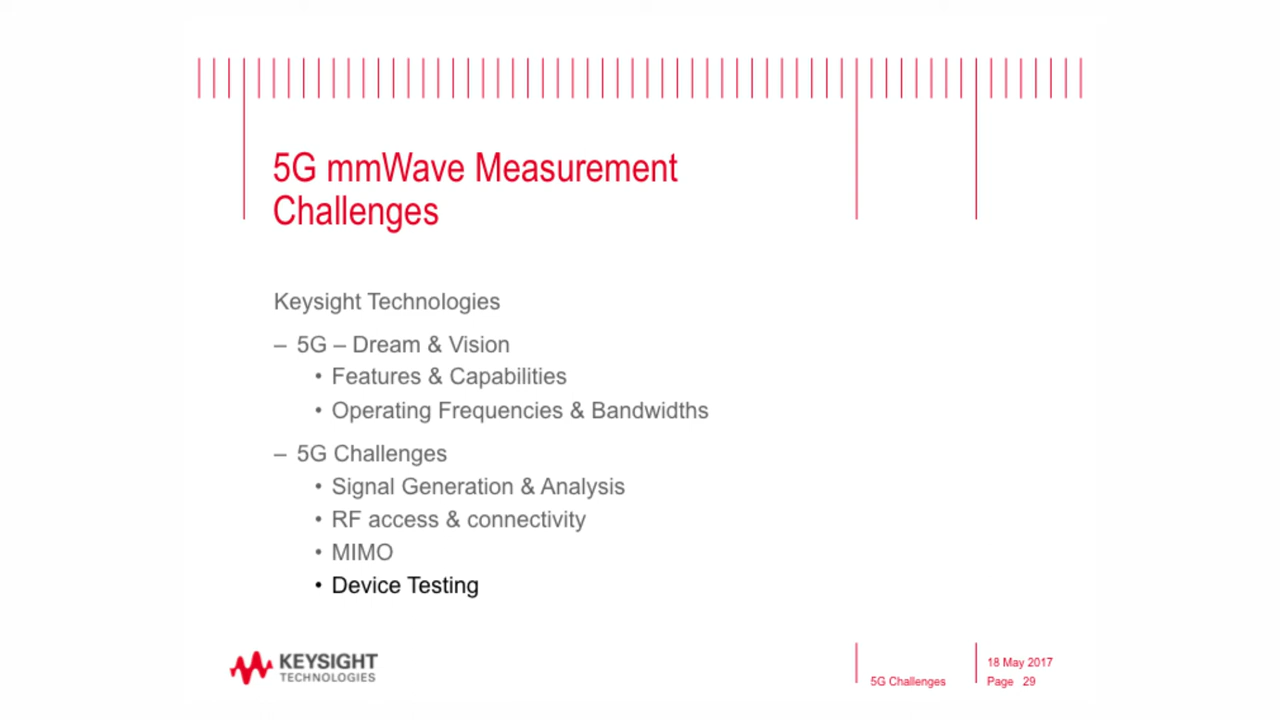 5G mmWave Measurement
Challenges
Keysight Technologies
– 5G – Dream & Vision
• Features & Capabilities
• Operating Frequencies & Bandwidths
– 5G Challenges
• Signal Generation & Analysis
• RF access & connectivity
• MIMO
• Device Testing
KEYSIGHT
TECHNOLOGIES
5G Challenges
18 May 2017
Page 29